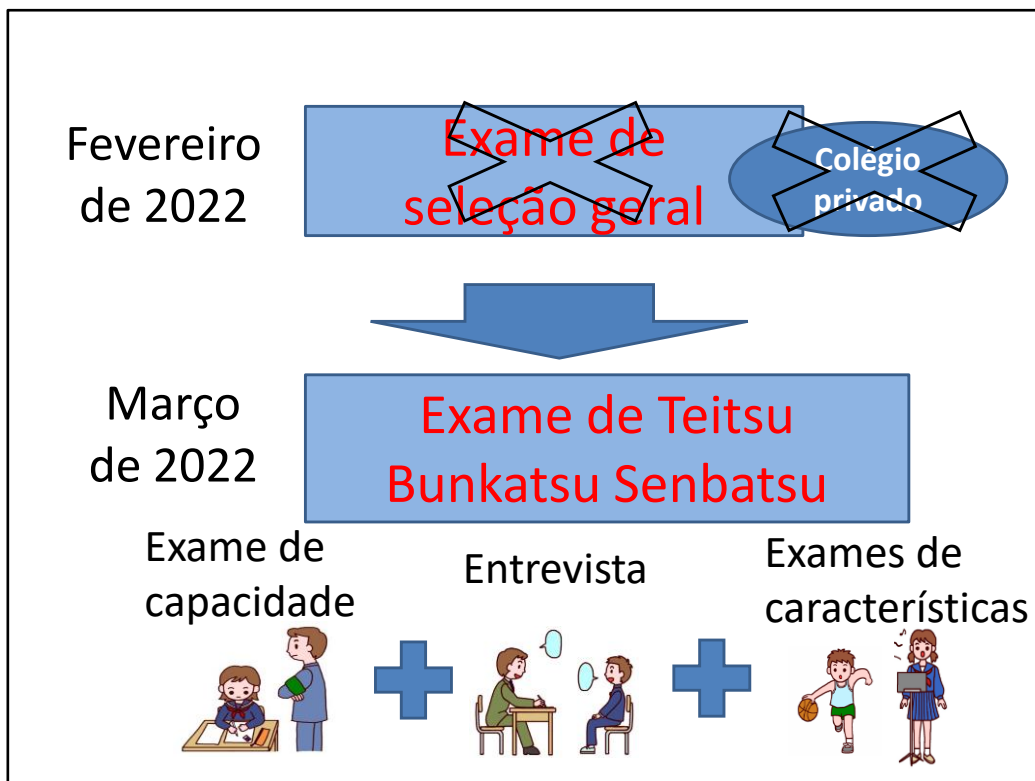 Fevereiro
de 2022
Exame de
seleção geral
Colégio
privado
Março
de 2022
Exame de Teitsu
Bunkatsu Senbatsu
Exame de
capacidade
Entrevista
Exames de
características